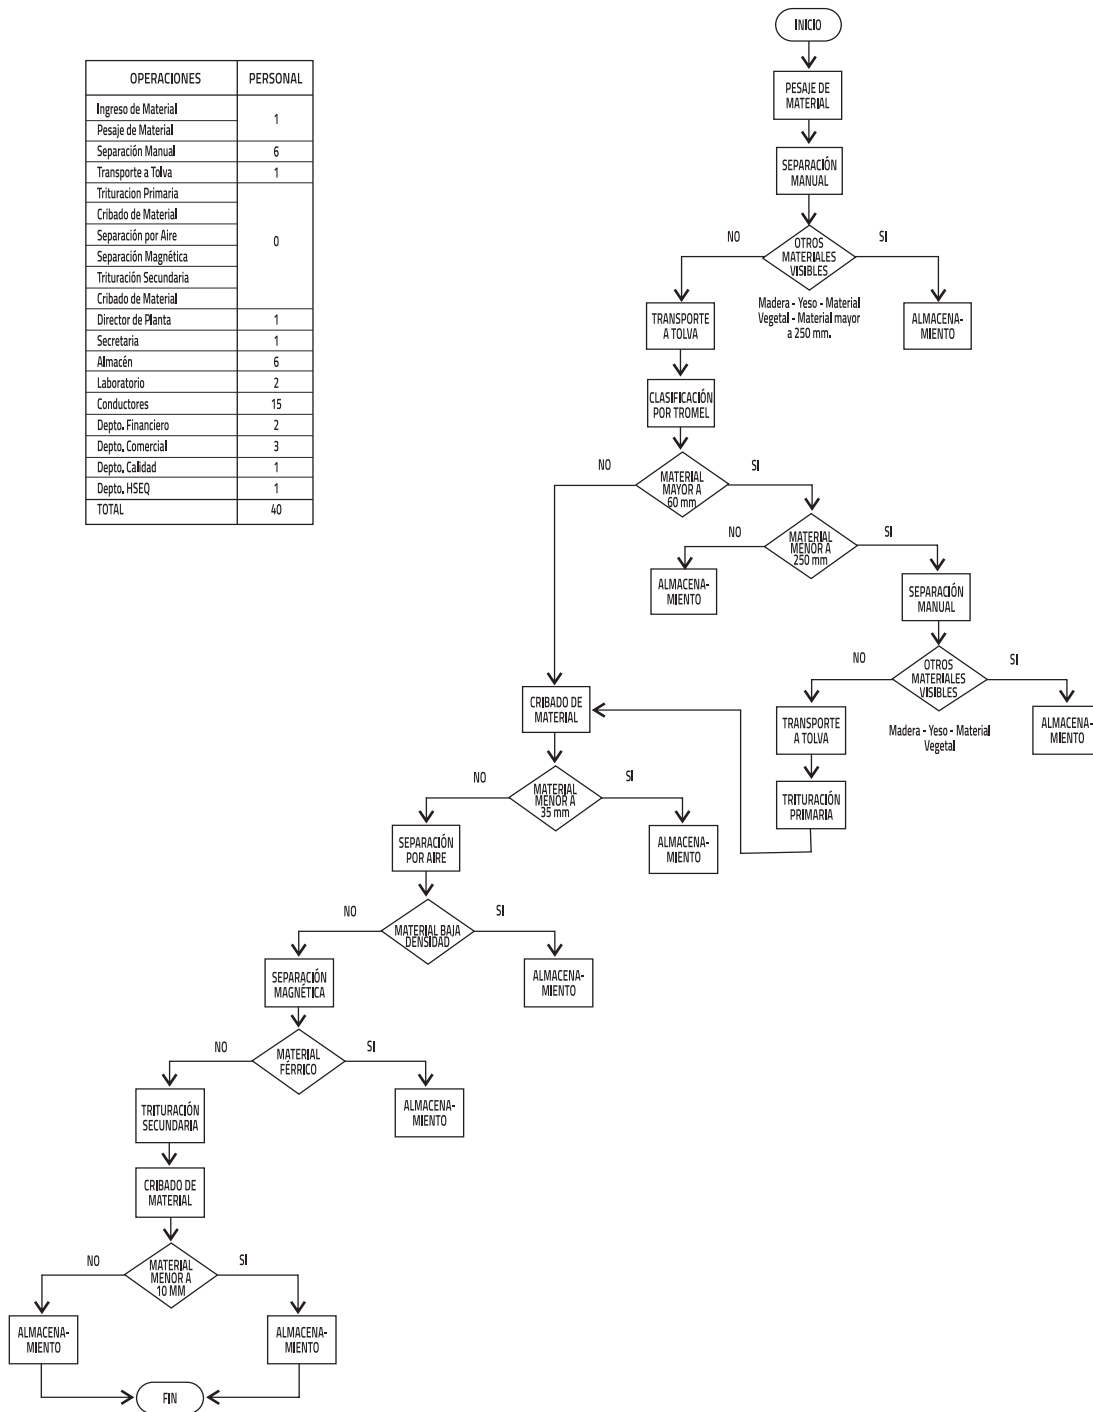 OPERACIONES PERSONAL
Ingreso de Material
1
Pesaje de Material
Separación Manual 6
Transporte a Tolva 1
Trituracion Primaria
Cribado de Material
Separación por Aire
0
Separación Magnética
Trituración Secundaria
Cribado de Material
Director de Planta 1
Secretaria 1
Almacén 6
Laboratorio 2
Conductores 15
Depto. Financiero 2
Depto. Comercial 3
Depto. Calidad 1
Depto. HSEQ 1
TOTAL 40
INICIO
PESAJE DE
MATERIAL
SEPARACIÓN
MANUAL
NO
OTROS
MATERIALES
VISIBLES
SI
Madera - Yeso - Material
Vegetal - Material mayor
a 250 mm.
TRANSPORTE
A TOLVA
ALMACENA-
MIENTO
CLASIFICACIÓN
POR TROMEL
NO
MATERIAL
MAYOR A
60 mm
SI
NO
MATERIAL
MENOR A
250 mm
SI
ALMACENA-
MIENTO
SEPARACIÓN
MANUAL
NO
OTROS
MATERIALES
VISIBLES
SI
Madera - Yeso - Material
Vegetal
TRANSPORTE
A TOLVA
ALMACENA-
MIENTO
TRITURACIÓN
PRIMARIA
CRIBADO DE
MATERIAL
NO
MATERIAL
MENOR A
35 mm
SI
SEPARACIÓN
POR AIRE
ALMACENA-
MIENTO
NO
MATERIAL BAJA
DENSIDAD
SI
SEPARACIÓN
MAGNÉTICA
ALMACENA-
MIENTO
NO
MATERIAL
FÉRRICO
SI
TRITURACIÓN
SECUNDARIA
ALMACENA-
MIENTO
CRIBADO DE
MATERIAL
NO
MATERIAL
MENOR A
10 MM
SI
ALMACENA-
MIENTO
ALMACENA-
MIENTO
FIN